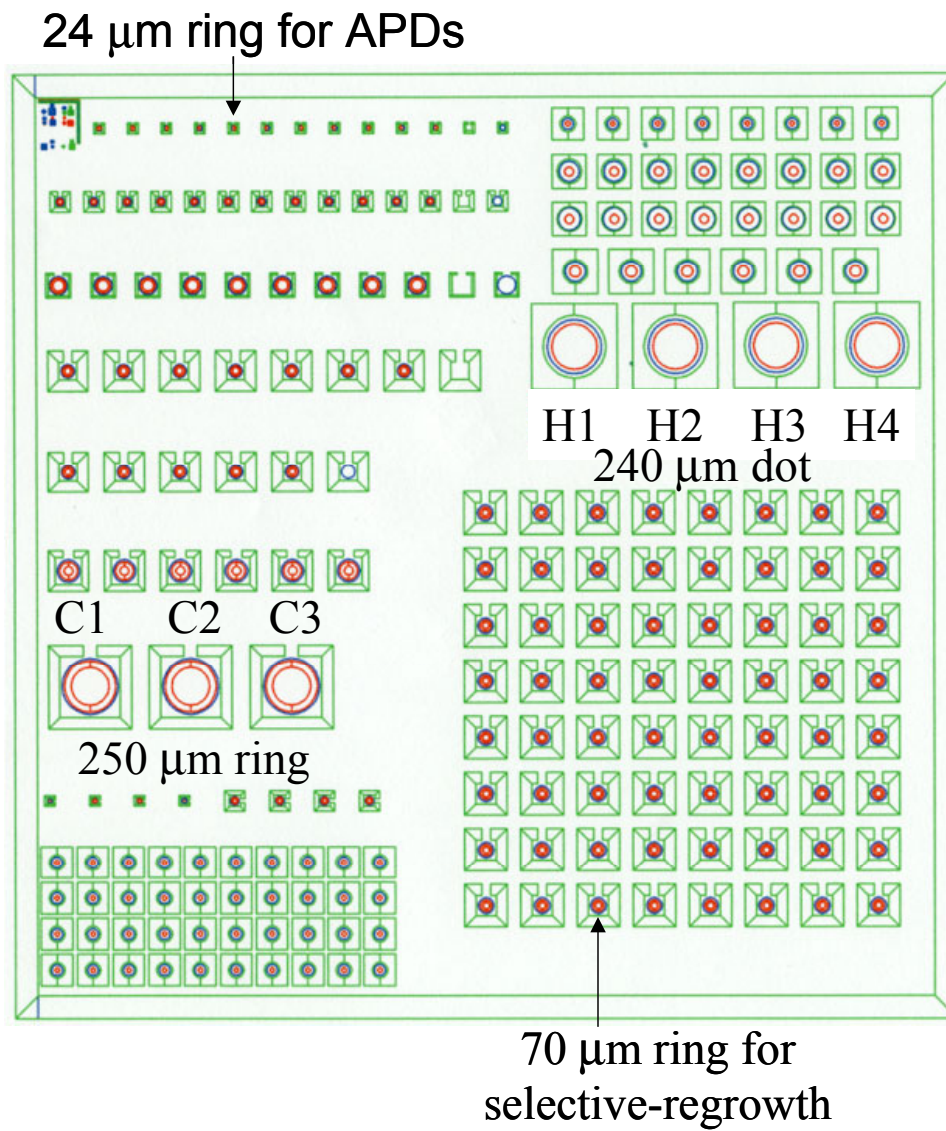 24 μm ring for APDs
H1 H2 H3 H4
240 μm dot
C1 C2 C3
250 μm ring
70 μm ring for
selective-regrowth